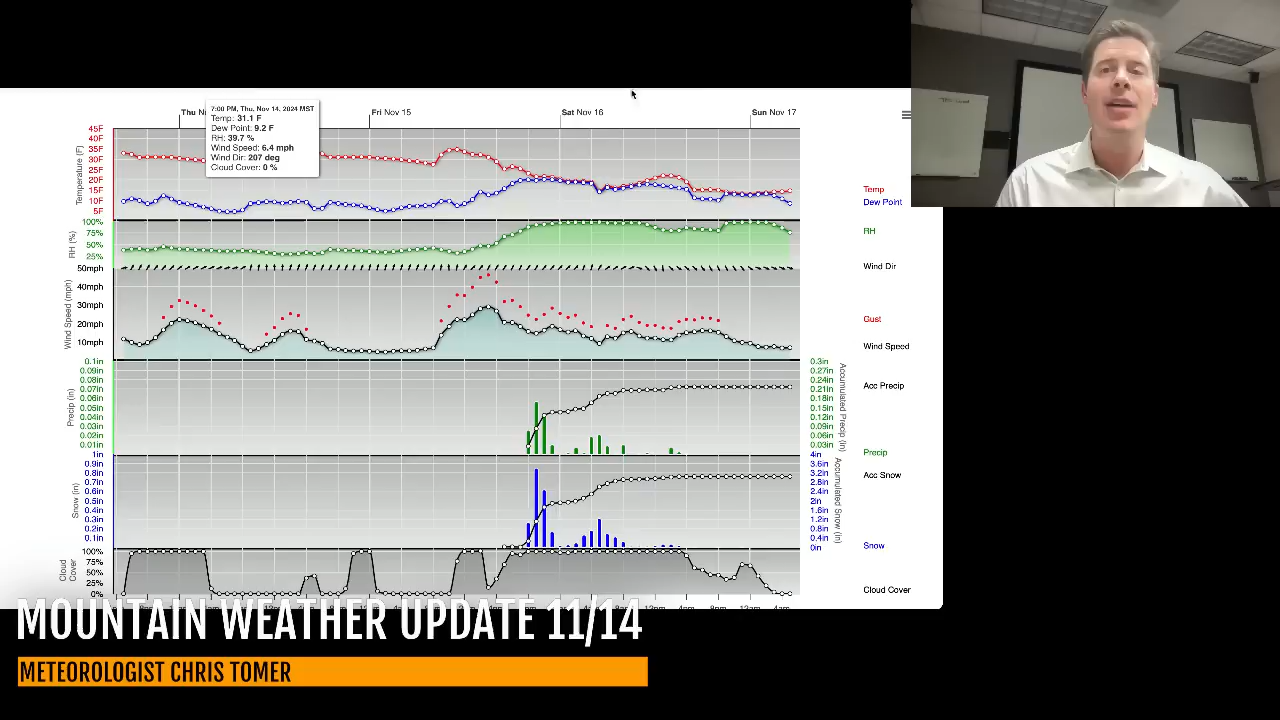 Thu N
7:00 PM, Thu, Nov 14, 2024 MST
Temp: 31.1 F
Dew Point: 9.2 F
RH: 39.7 %
Wind Speed: 6.4 mph
Wind Dir: 207 deg
Cloud Cover: 0 %
Fri Nov 15
Sat Nov 16
Sun Nov 17
Temperature (F)
45F
40F
35F
30F
25F
20F
15F
10F
5F
Temp
Dew Point
RH (%)
100%
75%
50%
25%
RH
Wind Dir
Wind Speed (mph)
50mph
40mph
30mph
20mph
10mph
Gust
Wind Speed
Precip (in)
0.1in
0.09in
0.08in
0.07in
0.06in
0.05in
0.04in
0.03in
0.02in
0.01in
0.3in
0.27in
0.24in
0.21in
0.18in
0.15in
0.12in
0.09in
0.06in
0.03in
Accumulated Precip (in)
Acc Precip
Precip
Snow (in)
1in
0.9in
0.8in
0.7in
0.6in
0.5in
0.4in
0.3in
0.2in
0.1in
4in
3.6in
3.2in
2.8in
2.4in
2in
1.6in
1.2in
0.8in
0.4in
0in
Accumulated Snow (in)
Acc Snow
Snow
Cloud
Cover
100%
75%
50%
25%
0%
Cloud Cover
MOUNTAIN WEATHER UPDATE 11/14
METEOROLOGIST CHRIS TOMER